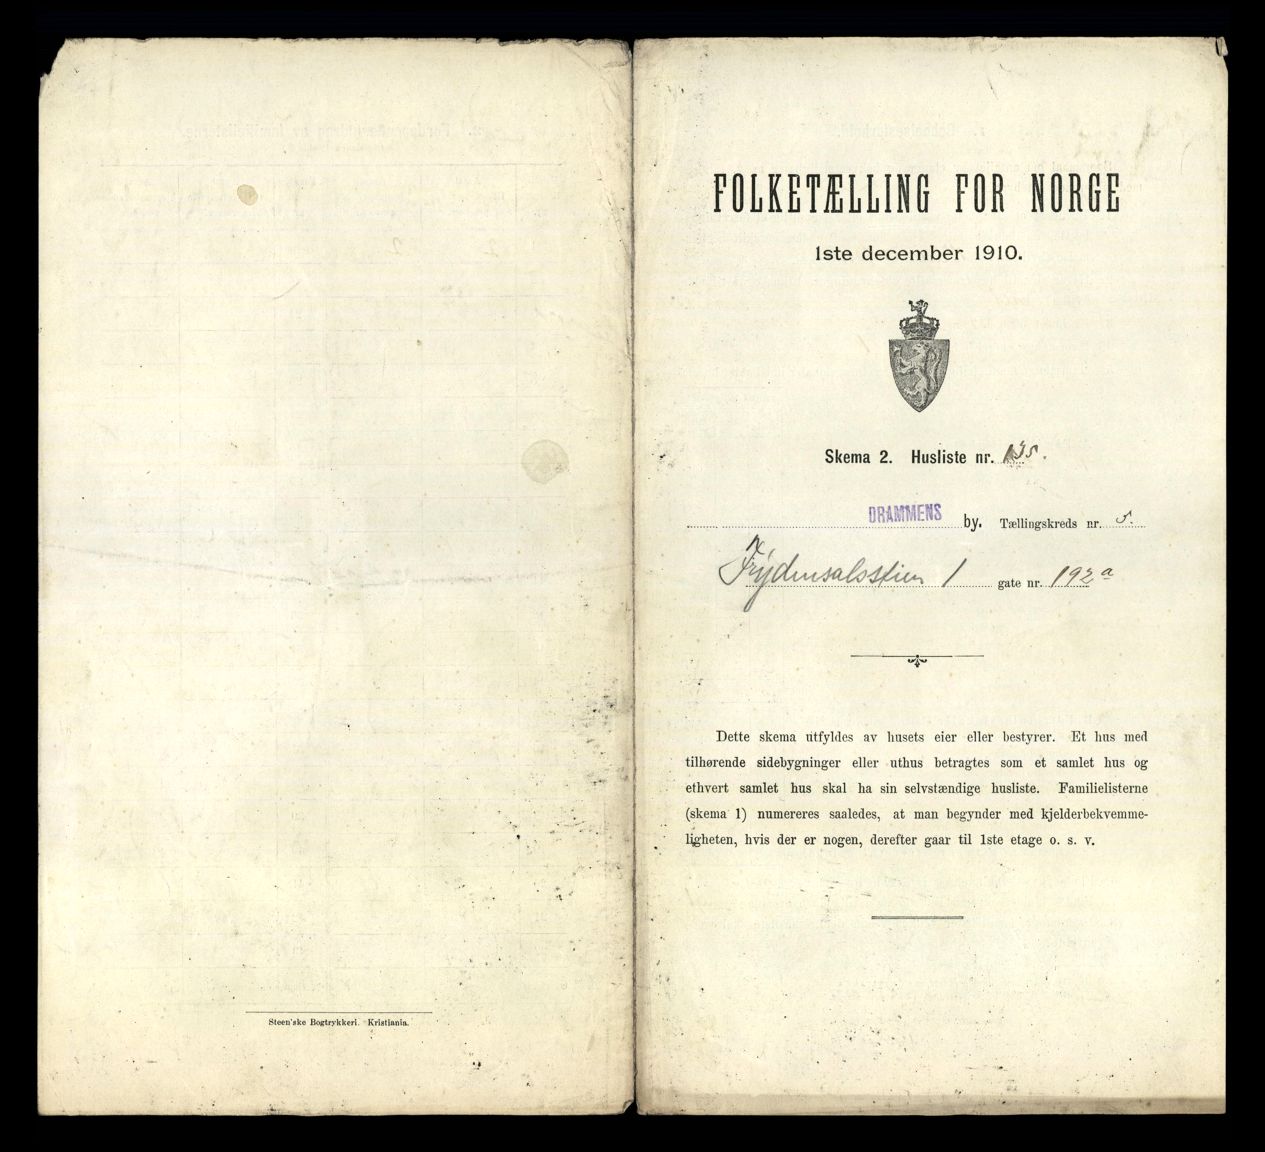 FOLKETÆLLING FOR NORGE
1ste december 1910.
Skema 2. Husliste nr. 135.
DRAMMENS by. Tællingskreds nr. 5.
Frydensalsstien 1 gate nr. 192a
Dette skema utfyldes av husets eier eller bestyrer. Et hus med
tilhørende sidebygninger eller uthus betragtes som et samlet hus og
ethvert samlet hus skal ha sin selvstændige husliste. Familielisterne
(skema 1) numereres saaledes, at man begynder med kjelderbekvemme-
ligheten, hvis der er nogen, derefter gaar til 1ste etage o. s. v.
Steen'ske Bogtrykkeri. Kristiania.